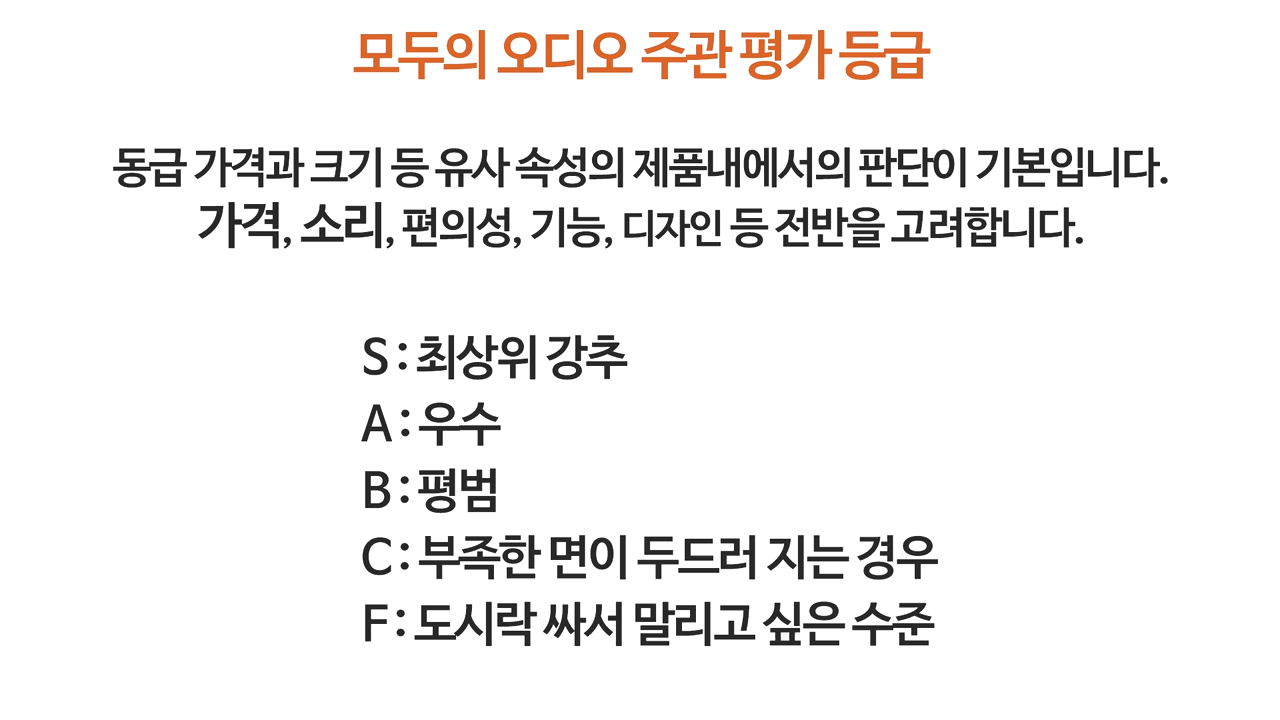 모두의 오디오 주관 평가 등급
동급 가격과 크기 등 유사 속성의 제품내에서의 판단이 기본입니다.
가격, 소리, 편의성, 기능, 디자인 등 전반을 고려합니다.
S : 최상위 강추
A : 우수
B : 평범
C : 부족한 면이 두드러 지는 경우
F : 도시락 싸서 말리고 싶은 수준